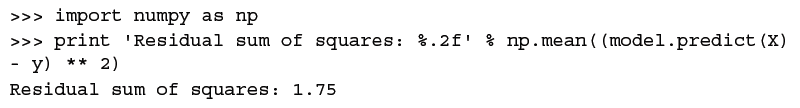 >>> import numpy as np
>>> print 'Residual sum of squares: %.2f' % np.mean((model.predict(X)
- y) ** 2)
Residual sum of squares: 1.75